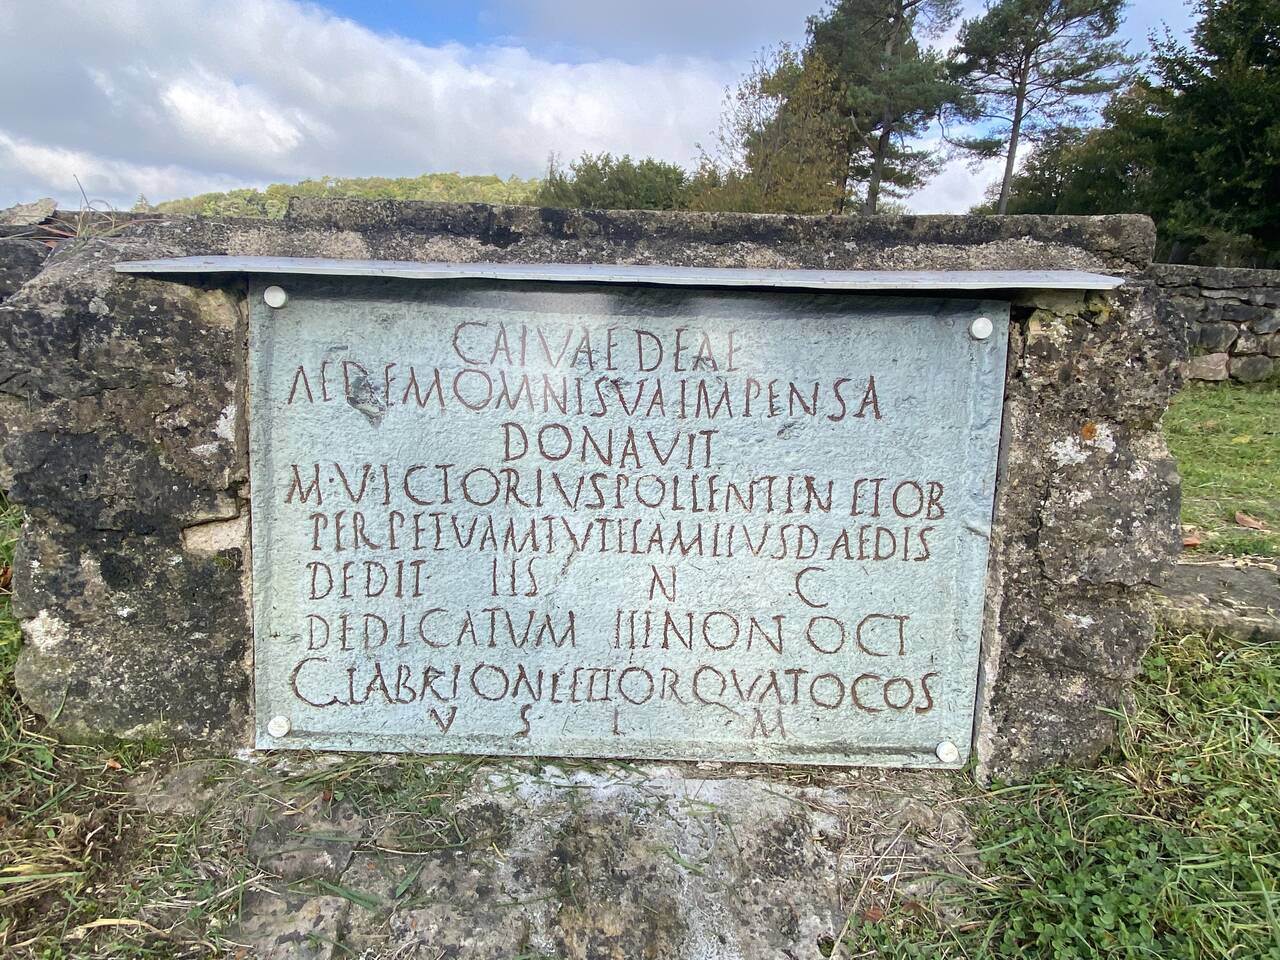 CAIVAE DEAE
AEDEM OMNI SVA IMPENSA
DONAVIT
M·VICTORIVS POLLENTIN ET OB
PERPETVAM TVTELAM EIIVSD AEDIS
DEDIT IIS N C
DEDICATVM III NON OCT
GLABRIONE ET TORQVATO COS
V S L M